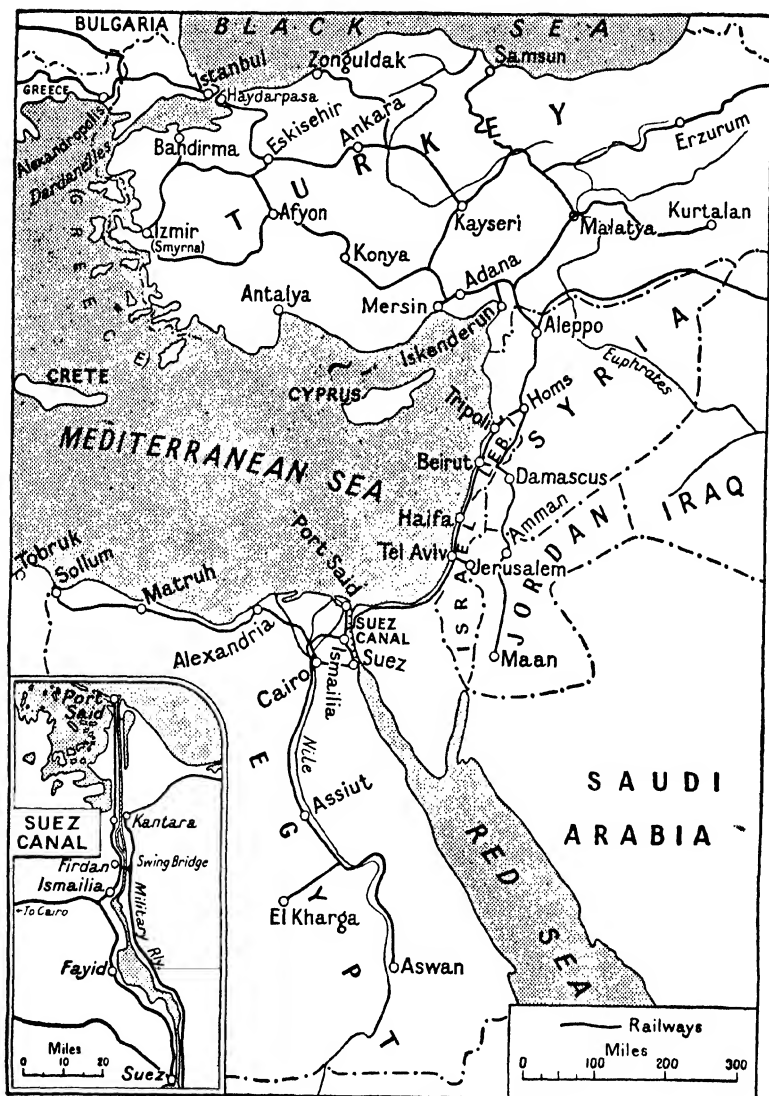 BULGARIA
BLACK SEA
GREECE
Alexandropolis
Dardanelles
Istanbul
Haydarpasa
Zonguldak
Samsun
Bandirma
Eskisehir
Ankara
TURKEY
Erzurum
Izmir
(Smyrna)
Afyon
Kayseri
Malatya
Kurtalan
Konya
GREECE
Antalya
Mersin
Adana
Iskenderun
Aleppo
CRETE
CYPRUS
Euphrates
SYRIA
Tripoli
Homs
LEB.
MEDITERRANEAN SEA
Beirut
Damascus
IRAQ
Haifa
Amman
Tel Aviv
Jerusalem
ISRAEL
JORDAN
Tobruk
Sollum
Matruh
Port Said
SUEZ
CANAL
Alexandria
Cairo
Ismailia
Suez
Maan
Nile
EGYPT
Assiut
SAUDI
ARABIA
RED SEA
El Kharga
Aswan
Port
Said
SUEZ
CANAL
Kantara
Firdan
Swing Bridge
Ismailia
Military Rly.
←To Cairo
Fayid
Miles
0 10 20
Suez
Railways
Miles
0 100 200 300